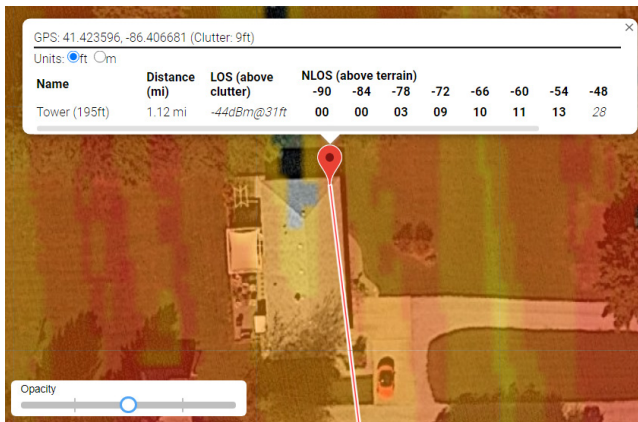 ×
GPS: 41.423596, -86.406681 (Clutter: 9ft)
Units: ft m
Name Distance (mi) LOS (above clutter) NLOS (above terrain)
-90 -84 -78 -72 -66 -60 -54 -48
Tower (195ft) 1.12 mi -44dBm@31ft 00 00 03 09 10 11 13 28
Opacity